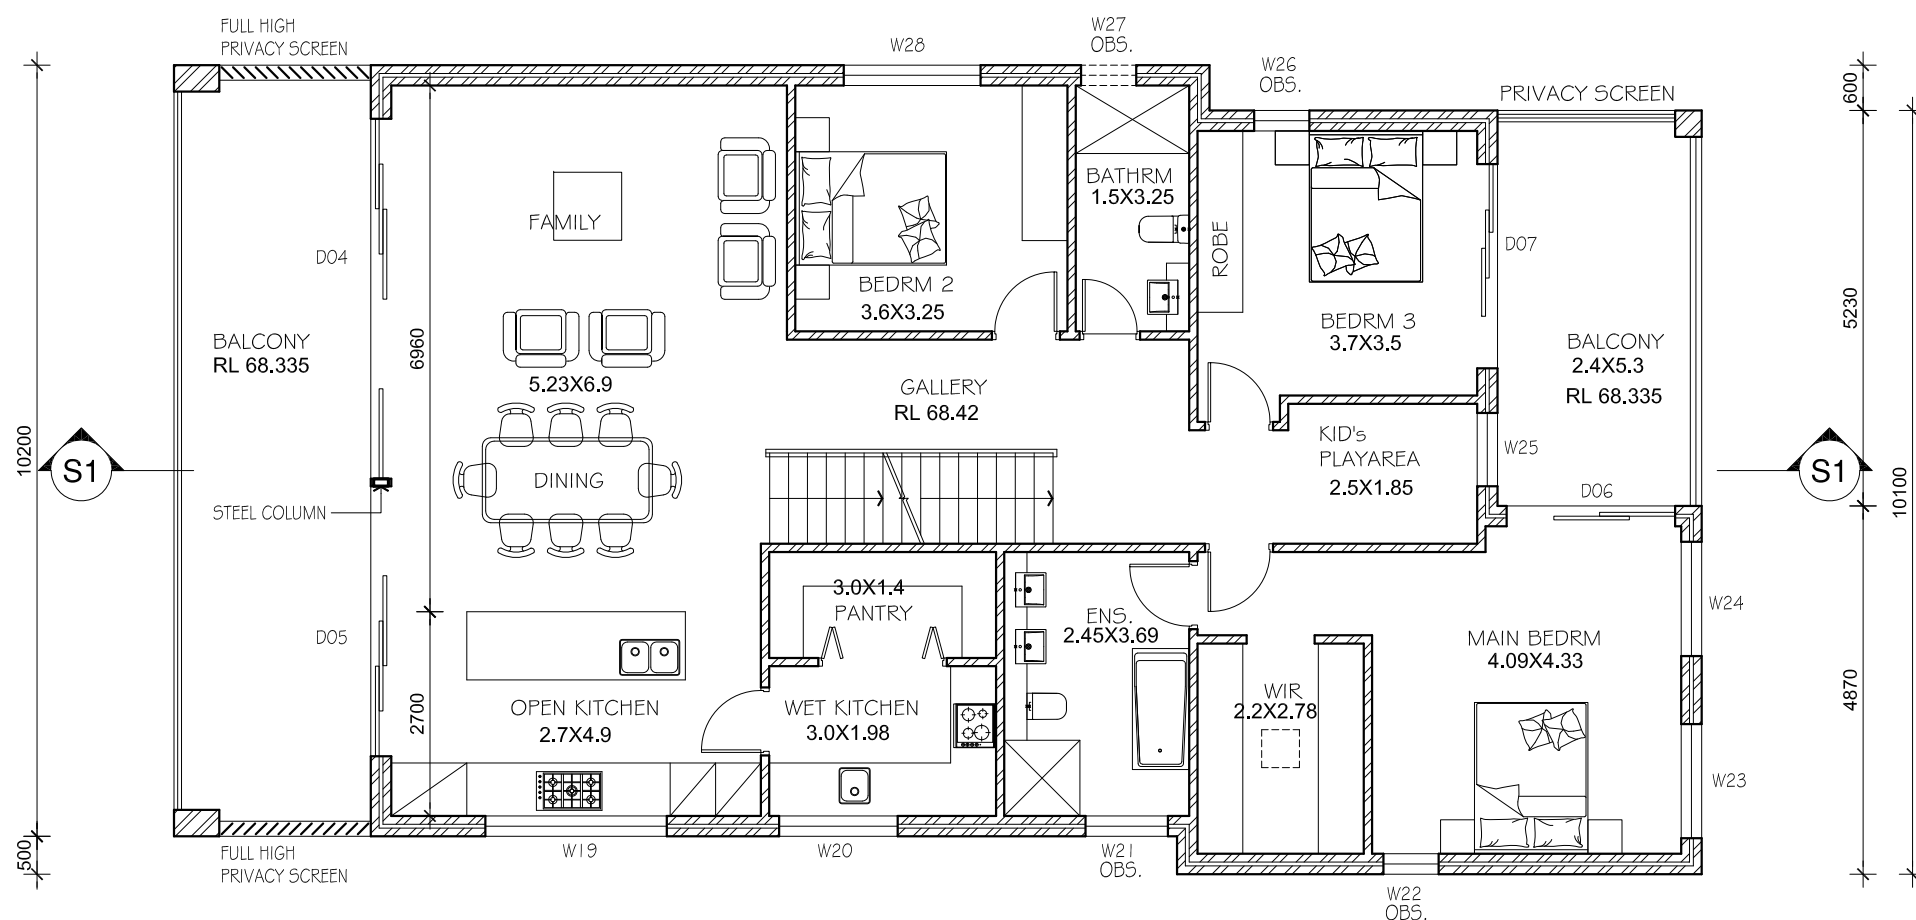 FULL HIGH
PRIVACY SCREEN
W28
W27
OBS.
W26
OBS.
PRIVACY SCREEN
600
BATHRM
1.5X3.25
FAMILY
ROBE
D04
D07
BEDRM 2
3.6X3.25
BEDRM 3
3.7X3.5
5230
BALCONY
RL 68.335
6960
BALCONY
2.4X5.3
RL 68.335
5.23X6.9
GALLERY
RL 68.42
10200
S1
KID's
PLAYAREA
2.5X1.85
W25
S1
10100
DINING
D06
STEEL COLUMN
3.0X1.4
PANTRY
ENS.
2.45X3.69
W24
D05
MAIN BEDRM
4.09X4.33
2700
OPEN KITCHEN
2.7X4.9
WET KITCHEN
3.0X1.98
WIR
2.2X2.78
4870
W23
500
FULL HIGH
PRIVACY SCREEN
W19
W20
W21
OBS.
W22
OBS.